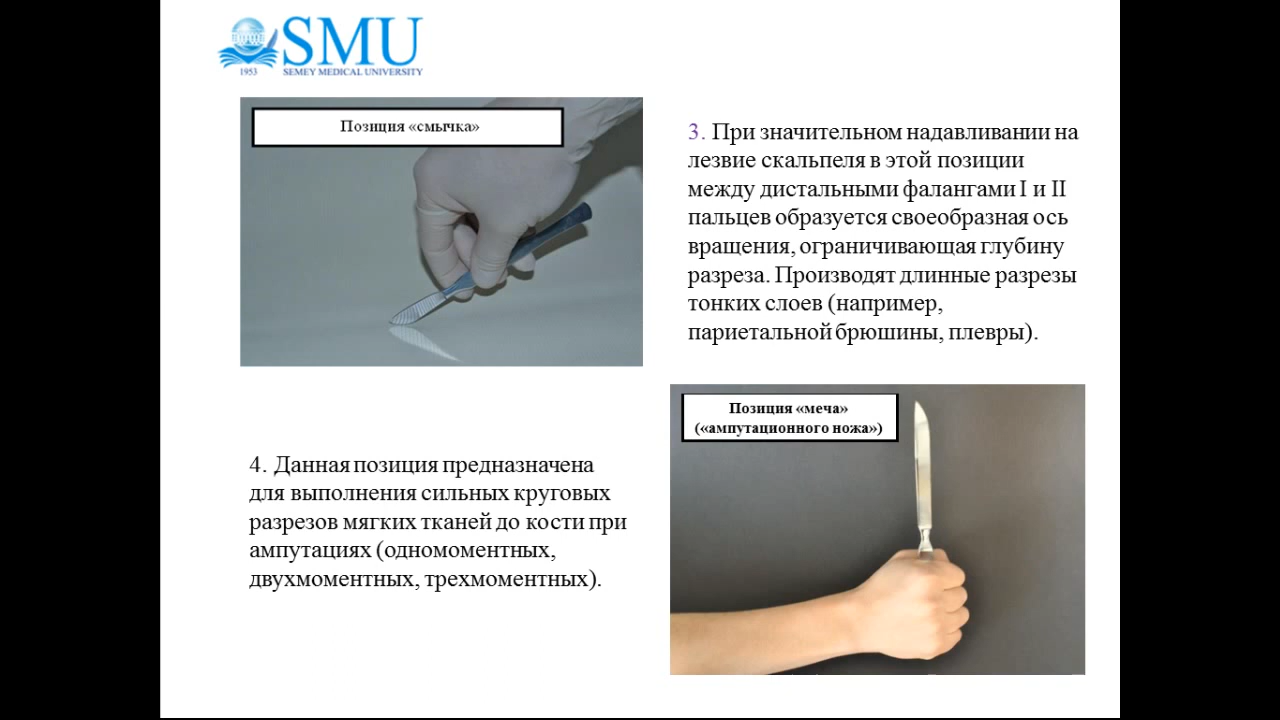 SMU
1953 SEMEY MEDICAL UNIVERSITY
Позиция «смычка»
3. При значительном надавливании на
лезвие скальпеля в этой позиции
между дистальными фалангами I и II
пальцев образуется своеобразная ось
вращения, ограничивающая глубину
разреза. Производят длинные разрезы
тонких слоев (например,
париетальной брюшины, плевры).
Позиция «меча»
(«ампутационного ножа»)
4. Данная позиция предназначена
для выполнения сильных круговых
разрезов мягких тканей до кости при
ампутациях (одномоментных,
двухмоментных, трехмоментных).